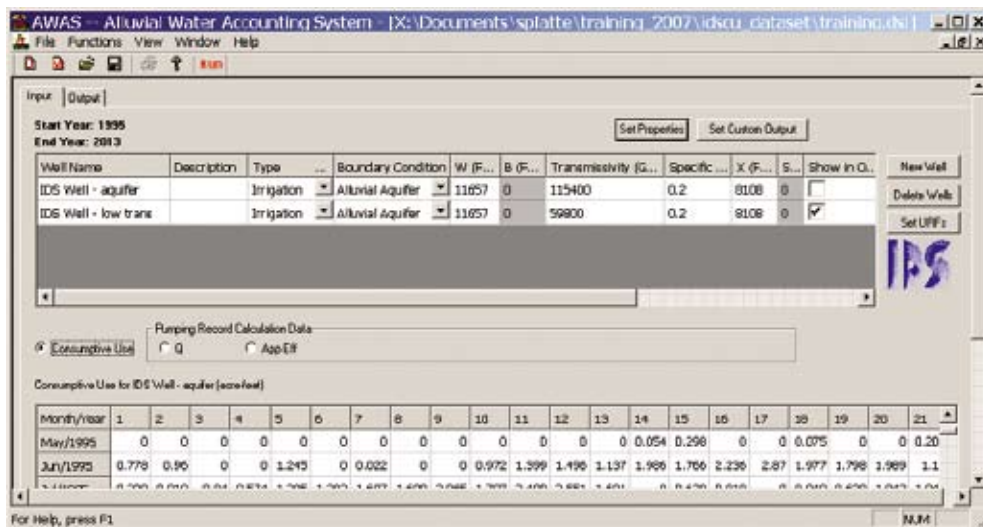 AWAS -- Alluvial Water Accounting System - [X:\Documents\splatte\training_2007\idscu_dataset\training.ds
File Functions View Window Help
Run
Input Output
Start Year: 1995
End Year: 2013
Set Properties Set Custom Output
Well Name Description Type ... Boundary Condition W (F... B (F... Transmissivity (G... Specific ... X (F... S... Show in O...
IDS Well - aquifer Irrigation Alluvial Aquifer 11657 0 115400 0.2 8108 0
IDS Well - low trans Irrigation Alluvial Aquifer 11657 0 59800 0.2 8108 0
New Well
Delete Wells
Set URFs
IDS
Pumping Record Calculation Data
Consumptive Use Q App Eff
Consumptive Use for IDS Well - aquifer (acre-feet)
Month/Year 1 2 3 4 5 6 7 8 9 10 11 12 13 14 15 16 17 18 19 20 21
May/1995 0 0 0 0 0 0 0 0 0 0 0 0 0 0.054 0.298 0 0 0.075 0 0 0.20
Jun/1995 0.778 0.96 0 0 1.245 0 0.022 0 0 0.972 1.399 1.496 1.137 1.986 1.766 2.236 2.87 1.977 1.798 1.989 1.1
For Help, press F1
NUM